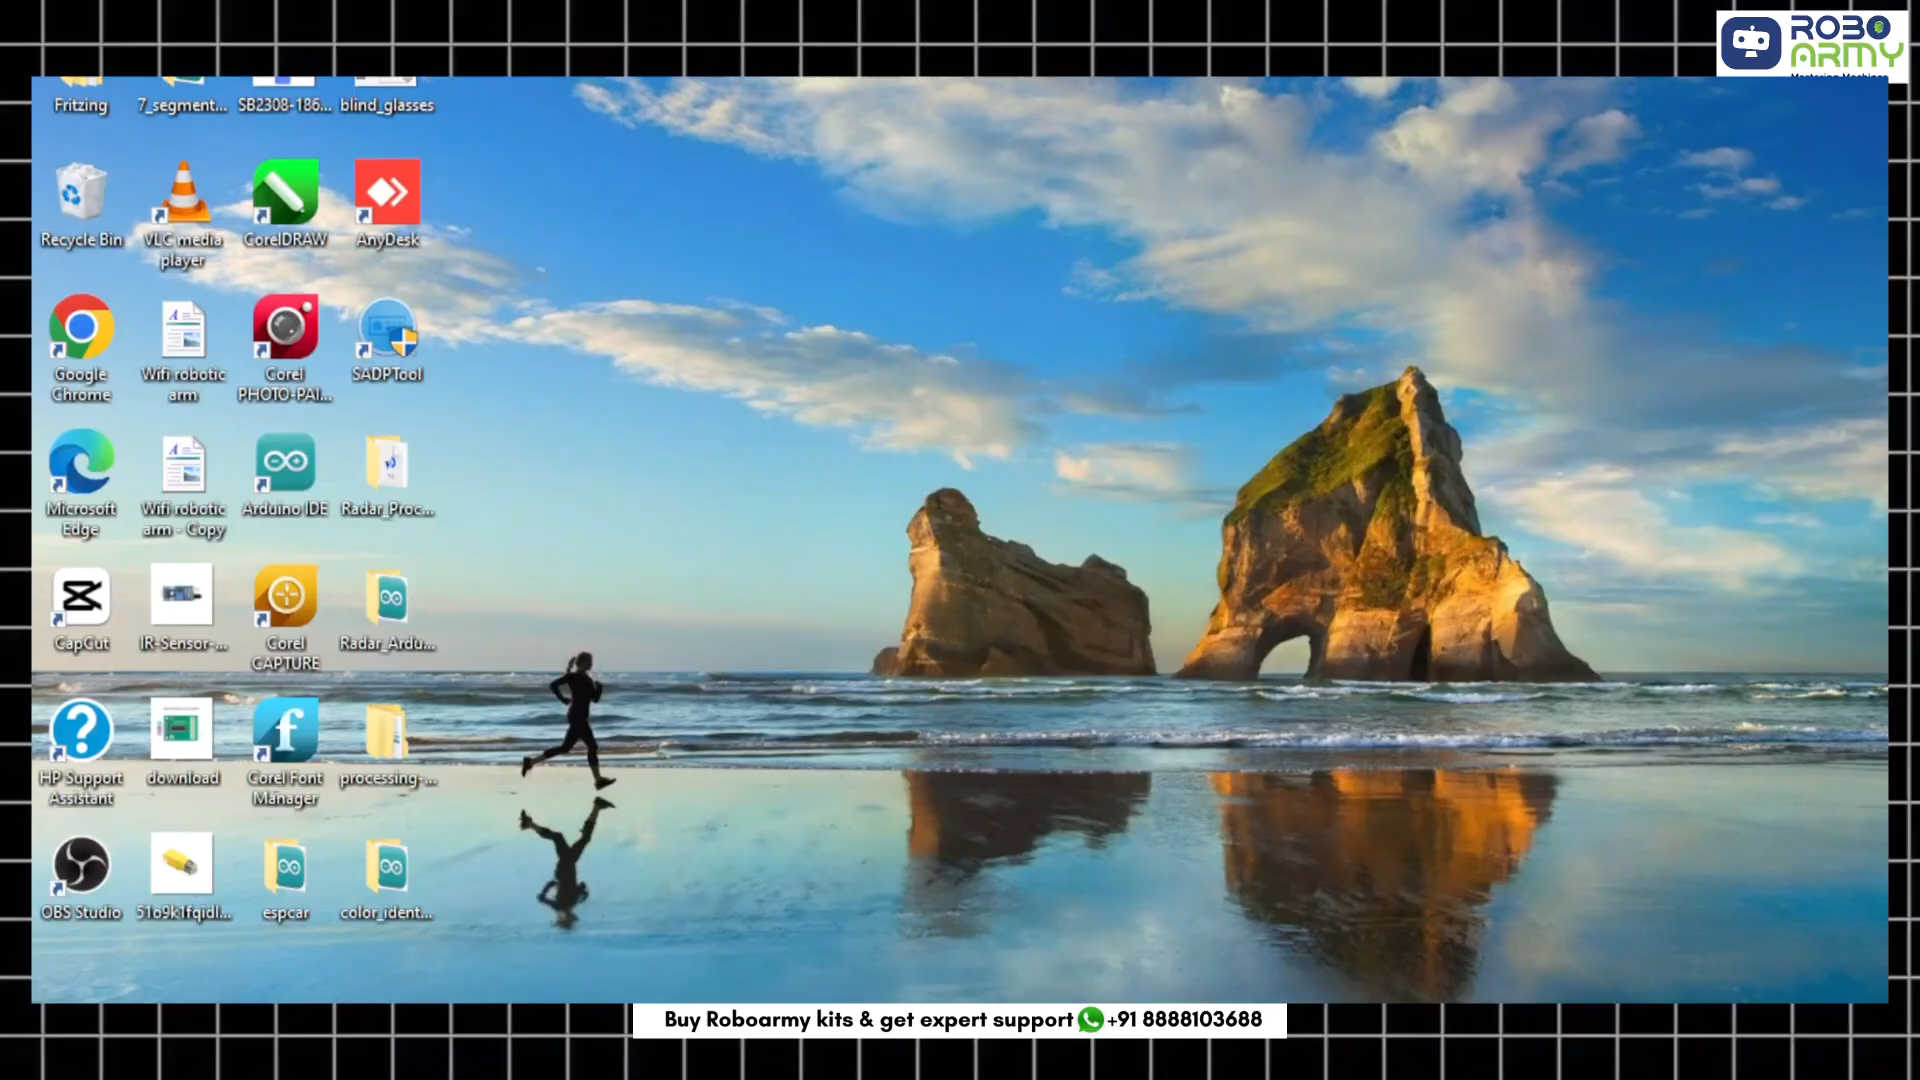 ROBO
ARMY
Mastering Machines
Fritzing
7_segment...
SB2308-186...
blind_glasses
Recycle Bin
VLC media
player
CorelDRAW
AnyDesk
Google
Chrome
Wifi robotic
arm
Corel
PHOTO-PAI...
SADPTool
Microsoft
Edge
Wifi robotic
arm - Copy
Arduino IDE
Radar_Proc...
CapCut
IR-Sensor-...
Corel
CAPTURE
Radar_Ardu...
HP Support
Assistant
download
Corel Font
Manager
processing-...
OBS Studio
51o9k1fqidl...
espcar
color_ident...
Buy Roboarmy kits & get expert support +91 8888103688